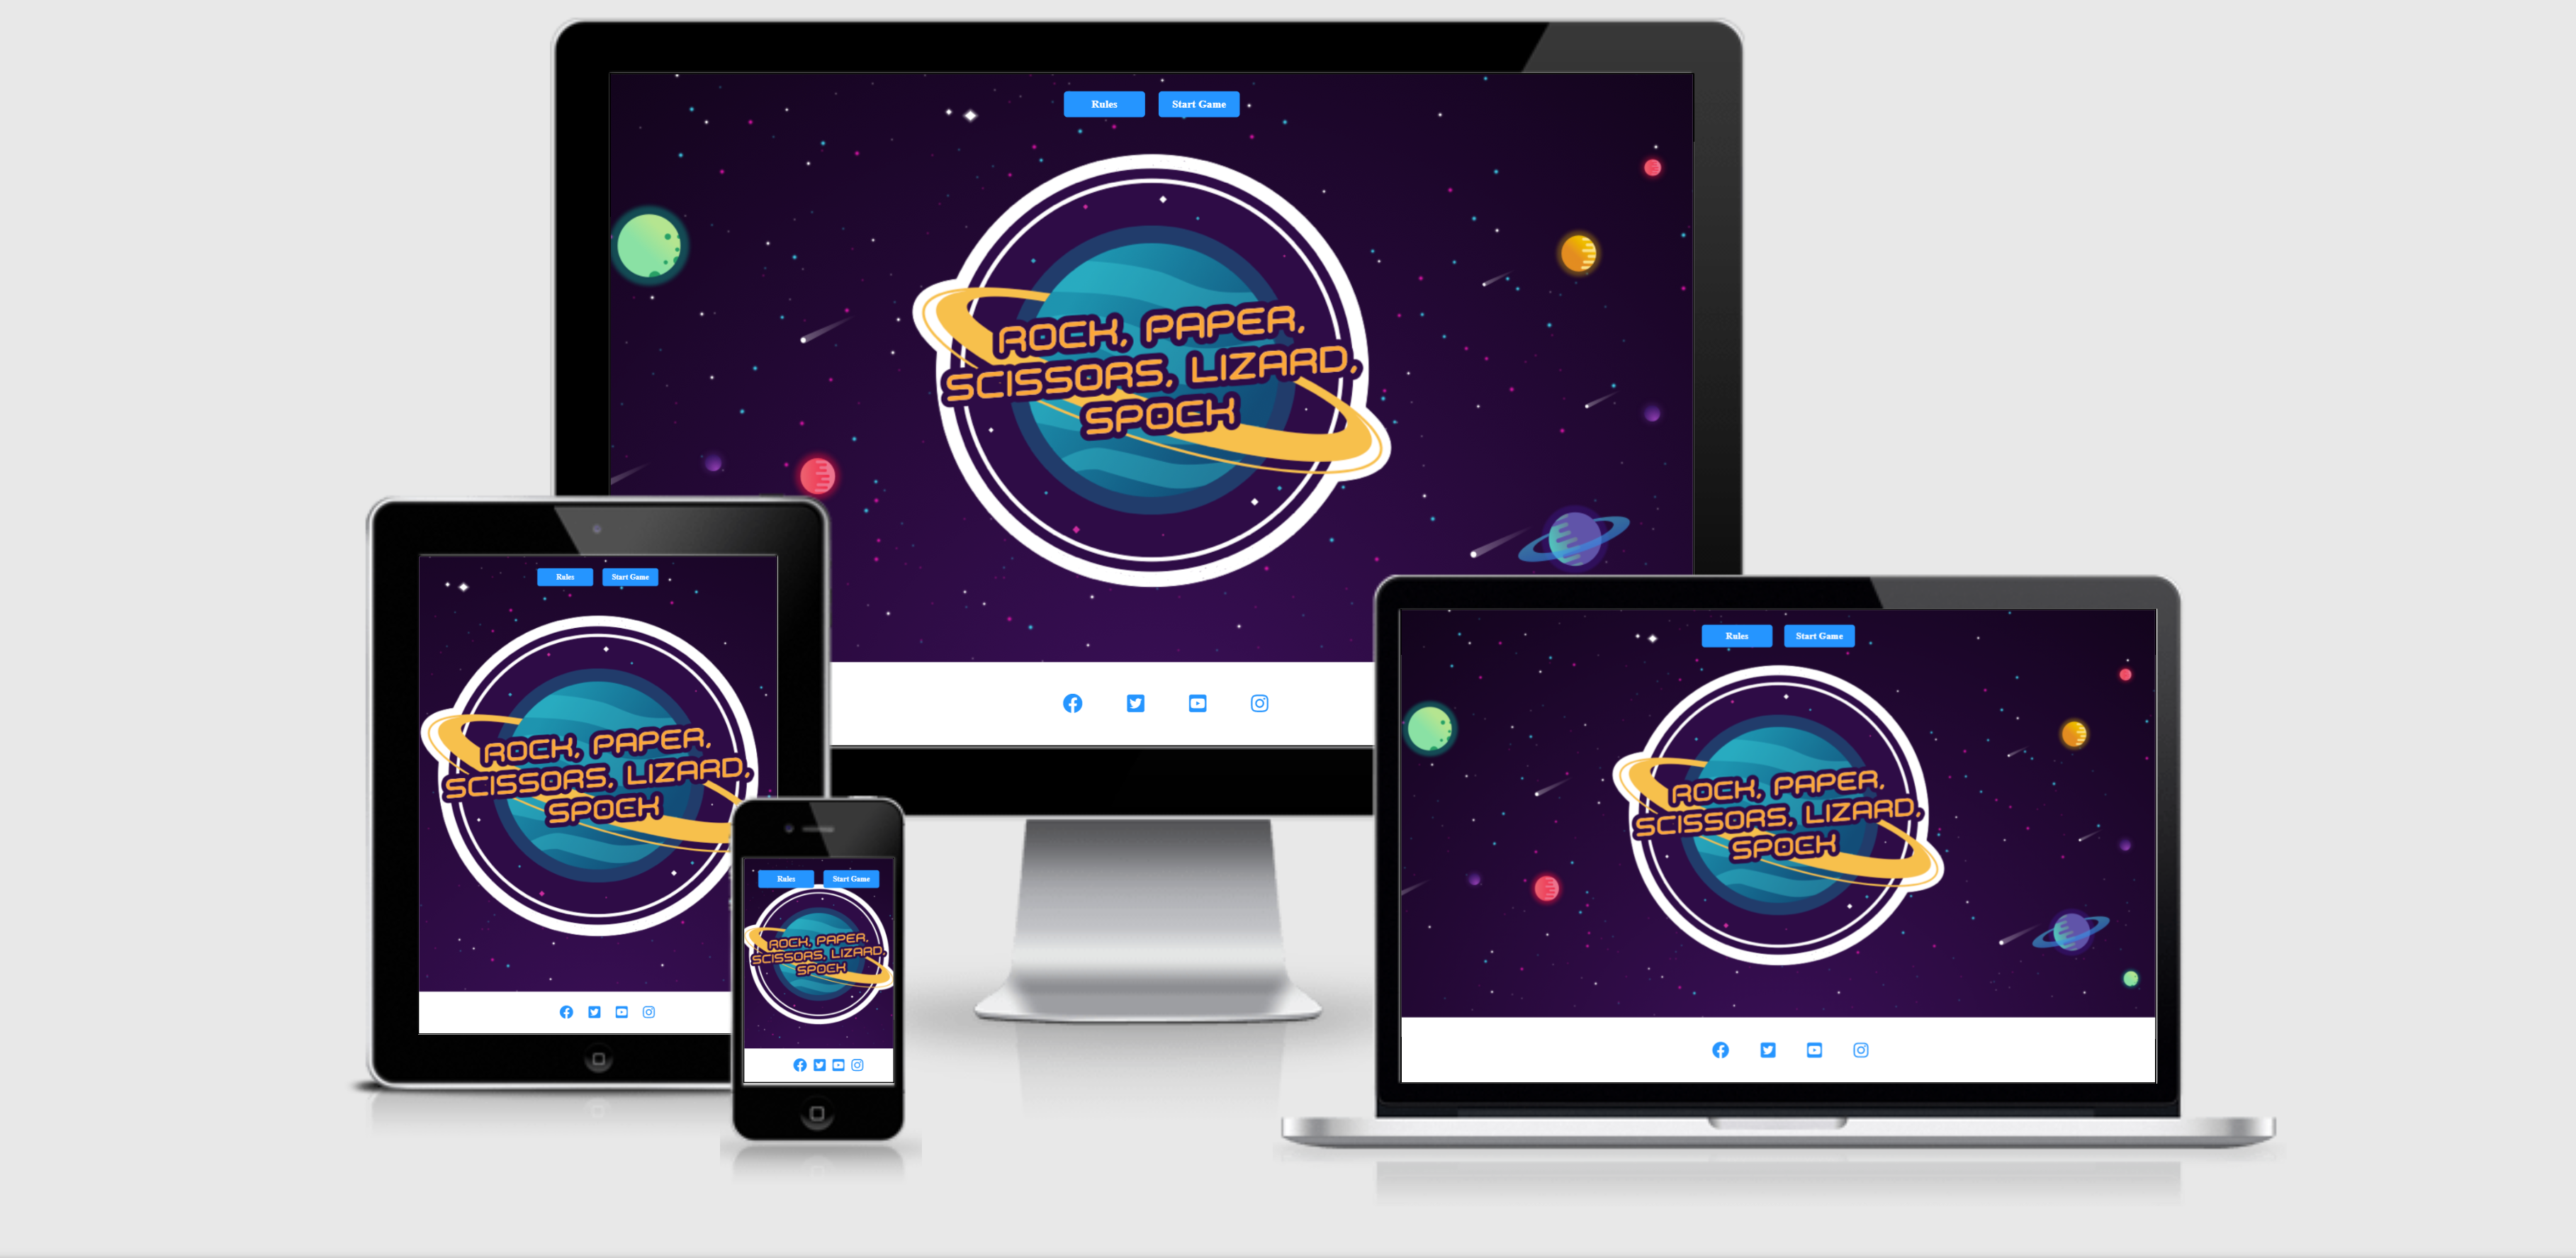 Rules
Start Game
ROCK, PAPER,
SCISSORS, LIZARD,
SPOCK
Rules
Start Game
ROCK, PAPER,
SCISSORS, LIZARD,
SPOCK
Rules
Start Game
ROCK, PAPER,
SCISSORS, LIZARD,
SPOCK
Rules
Start Game
ROCK, PAPER,
SCISSORS, LIZARD,
SPOCK